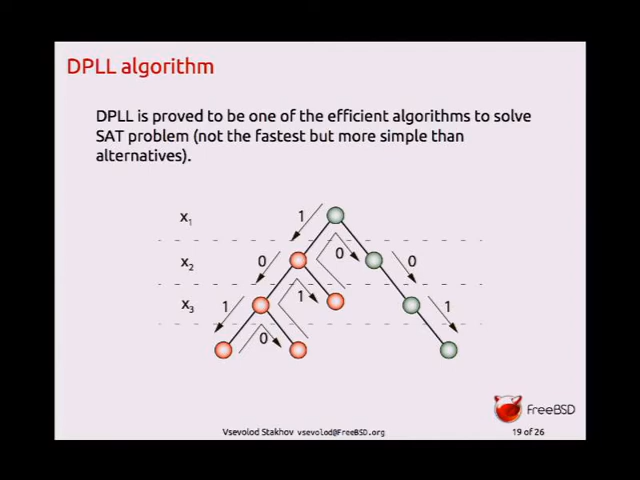 DPLL algorithm
DPLL is proved to be one of the efficient algorithms to solve
SAT problem (not the fastest but more simple than
alternatives).
x1
1
0
x2
0
0
x3
1
1
1
0
FreeBSD
Vsevolod Stakhov vsevolod@FreeBSD.org
19 of 26